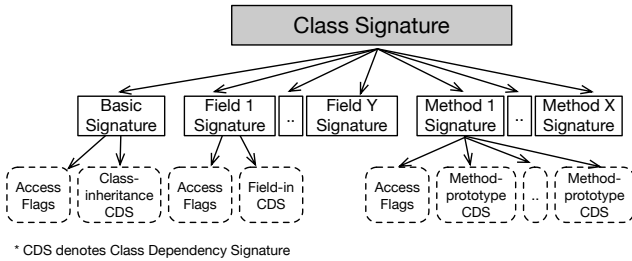 Class Signature
Basic
Signature
Field 1
Signature
..
Field Y
Signature
Method 1
Signature
..
Method X
Signature
Access
Flags
Class-
inheritance
CDS
Access
Flags
Field-in
CDS
Access
Flags
Method-
prototype
CDS
..
Method-
prototype
CDS
* CDS denotes Class Dependency Signature